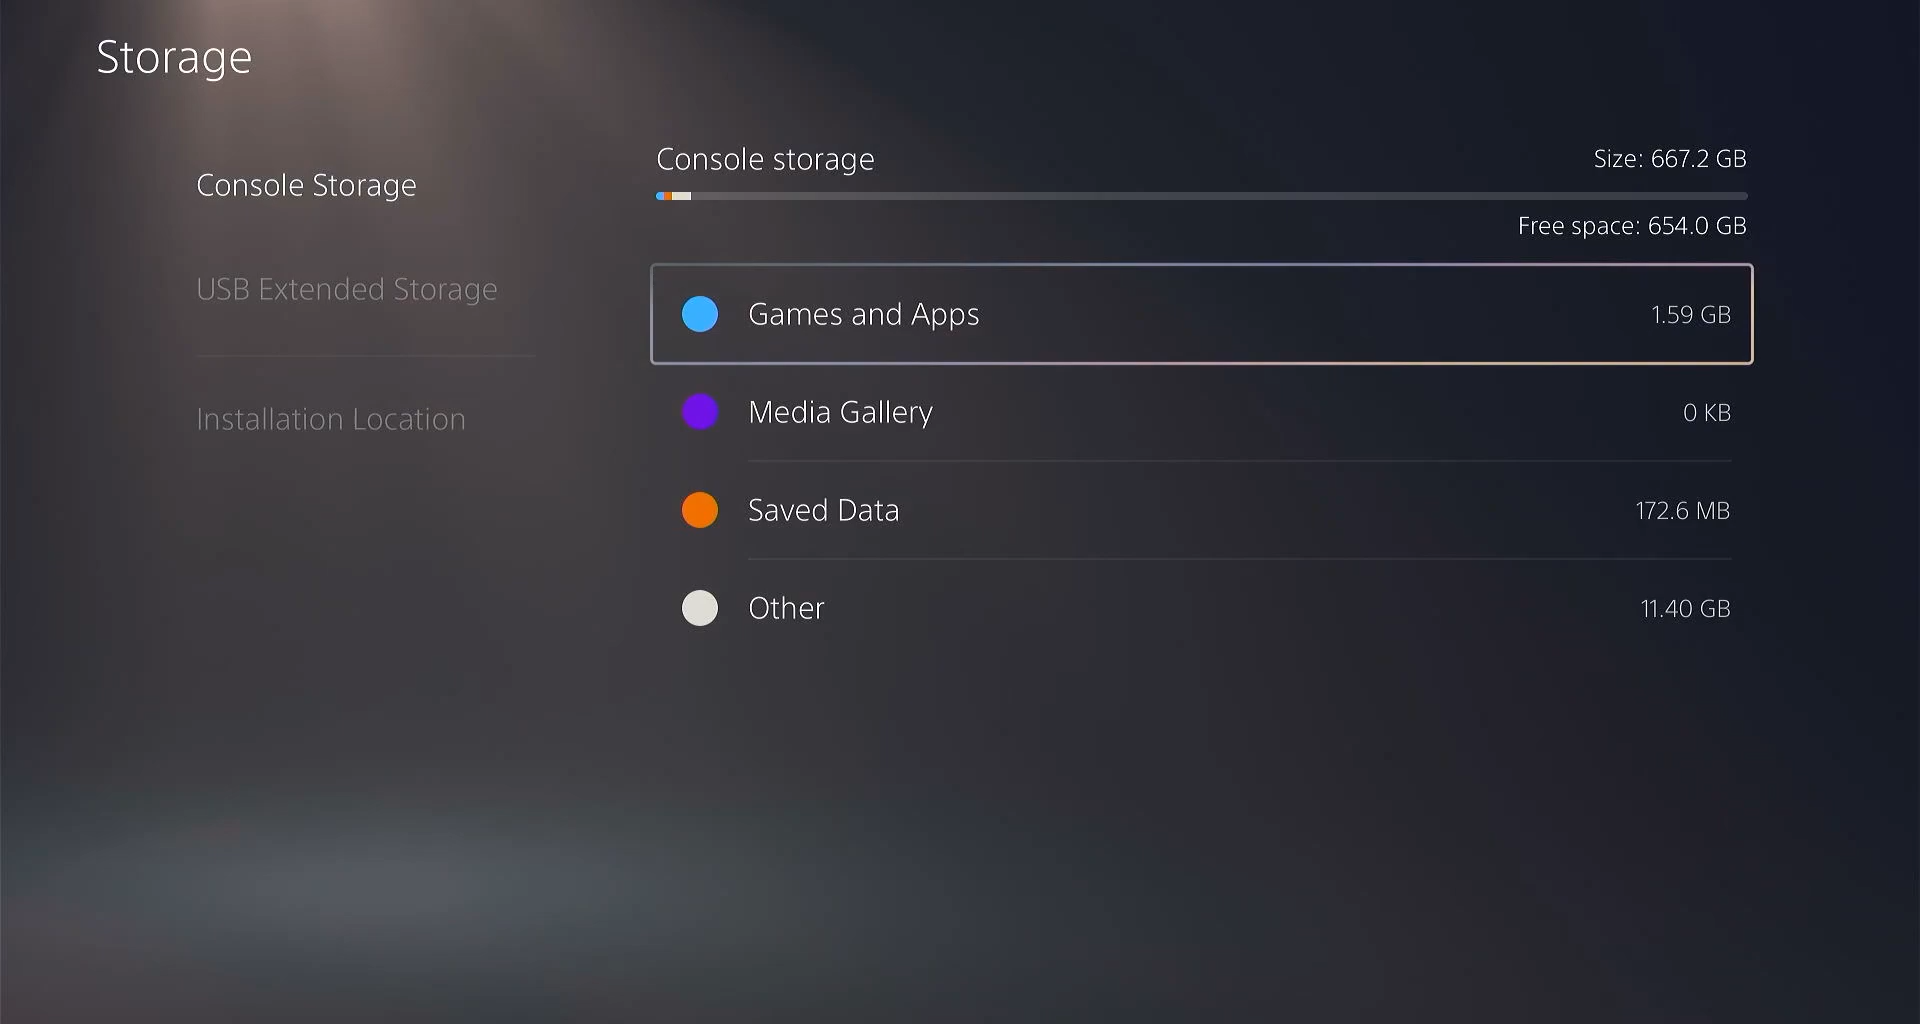 Storage
Console Storage
USB Extended Storage
Installation Location
Console storage
Size: 667.2 GB
Free space: 654.0 GB
Games and Apps
1.59 GB
Media Gallery
0 KB
Saved Data
172.6 MB
Other
11.40 GB